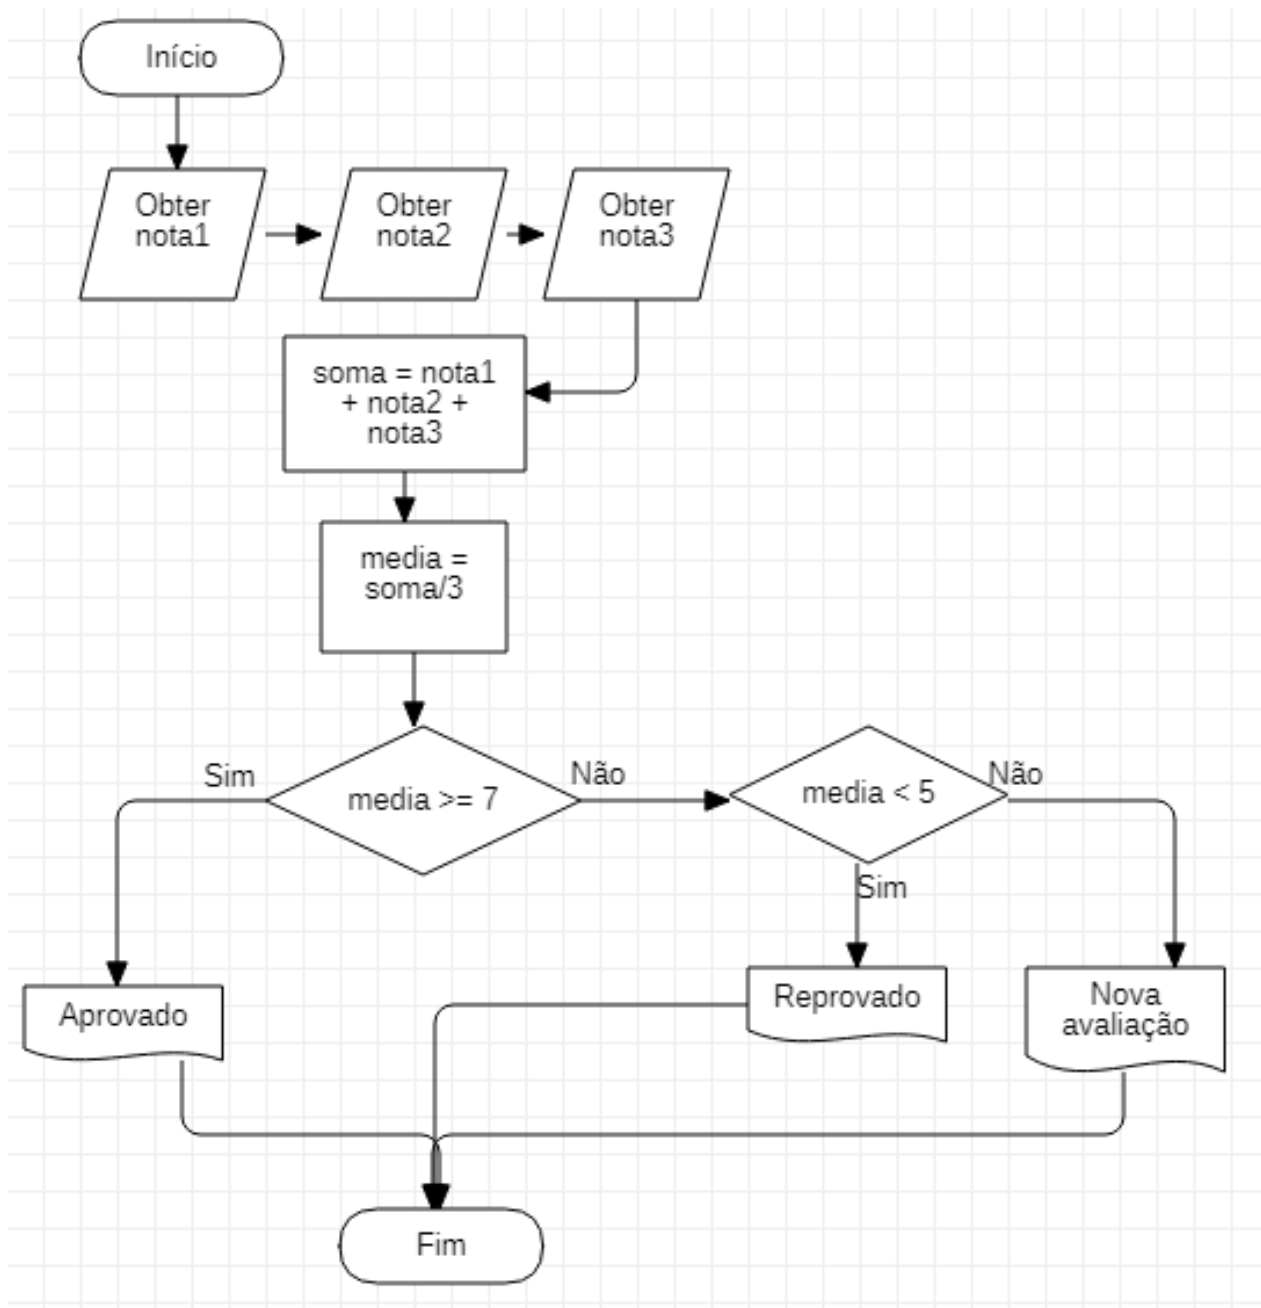 Início
Obter
nota1
Obter
nota2
Obter
nota3
soma = nota1
+ nota2 +
nota3
media =
soma/3
Sim
media >= 7
Não
media < 5
Não
Sim
Aprovado
Reprovado
Nova
avaliação
Fim